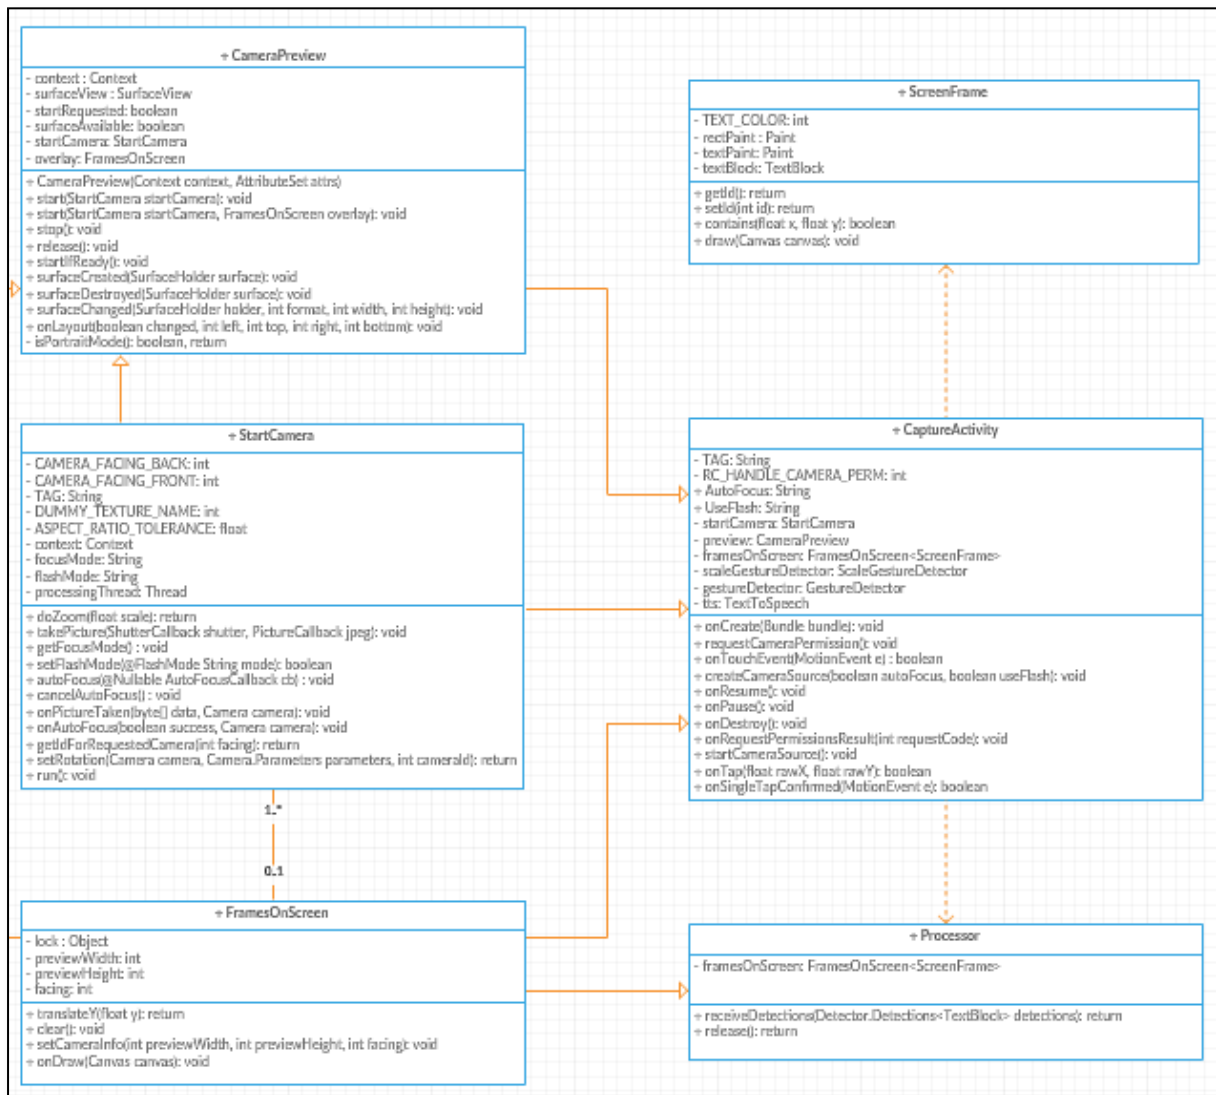 + CameraPreview
- context : Context
- surfaceView : SurfaceView
- startRequested: boolean
- surfaceAvailable: boolean
- startCamera: StartCamera
- overlay: FramesOnScreen
+ CameraPreview(Context context, AttributeSet attrs)
+ start(StartCamera startCamera): void
+ start(StartCamera startCamera, FramesOnScreen overlay): void
+ stop(): void
+ release(): void
+ startIfReady(): void
+ surfaceCreated(SurfaceHolder surface): void
+ surfaceDestroyed(SurfaceHolder surface): void
+ surfaceChanged(SurfaceHolder holder, int format, int width, int height): void
+ onLayout(boolean changed, int left, int top, int right, int bottom): void
- isPortraitMode(): boolean, return
+ ScreenFrame
- TEXT_COLOR: int
- rectPaint : Paint
- textPaint: Paint
- textBlock: TextBlock
+ getId(): return
+ setId(int id): return
+ contains(float x, float y): boolean
+ draw(Canvas canvas): void
+ StartCamera
- CAMERA_FACING_BACK: int
- CAMERA_FACING_FRONT: int
- TAG: String
- DUMMY_TEXTURE_NAME: int
- ASPECT_RATIO_TOLERANCE: float
- context: Context
- focusMode: String
- flashMode: String
- processingThread: Thread
+ doZoom(float scale): return
+ takePicture(ShutterCallback shutter, PictureCallback jpeg): void
+ getFocusMode() : void
+ setFlashMode(@FlashMode String mode): boolean
+ autoFocus(@Nullable AutoFocusCallback cb) : void
+ cancelAutoFocus() : void
+ onPictureTaken(byte[] data, Camera camera): void
+ onAutoFocus(boolean success, Camera camera): void
+ getIdForRequestedCamera(int facing): return
+ setRotation(Camera camera, Camera.Parameters parameters, int cameraId): return
+ run(): void
1..*
0..1
+ CaptureActivity
- TAG: String
- RC_HANDLE_CAMERA_PERM: int
+ AutoFocus: String
+ UseFlash: String
- startCamera: StartCamera
- preview: CameraPreview
- framesOnScreen: FramesOnScreen<ScreenFrame>
- scaleGestureDetector: ScaleGestureDetector
- gestureDetector: GestureDetector
- tts: TextToSpeech
+ onCreate(Bundle bundle): void
+ requestCameraPermission(): void
+ onTouchEvent(MotionEvent e) : boolean
+ createCameraSource(boolean autoFocus, boolean useFlash): void
+ onResume(): void
+ onPause(): void
+ onDestroy(): void
+ onRequestPermissionsResult(int requestCode): void
+ startCameraSource(): void
+ onTap(float rawX, float rawY): boolean
+ onSingleTapConfirmed(MotionEvent e): boolean
+ FramesOnScreen
- lock : Object
- previewWidth: int
- previewHeight: int
- facing: int
+ translateY(float y): return
+ clear(): void
+ setCameraInfo(int previewWidth, int previewHeight, int facing): void
+ onDraw(Canvas canvas): void
+ Processor
- framesOnScreen: FramesOnScreen<ScreenFrame>
+ receiveDetections(Detector.Detections<TextBlock> detections): return
+ release(): return